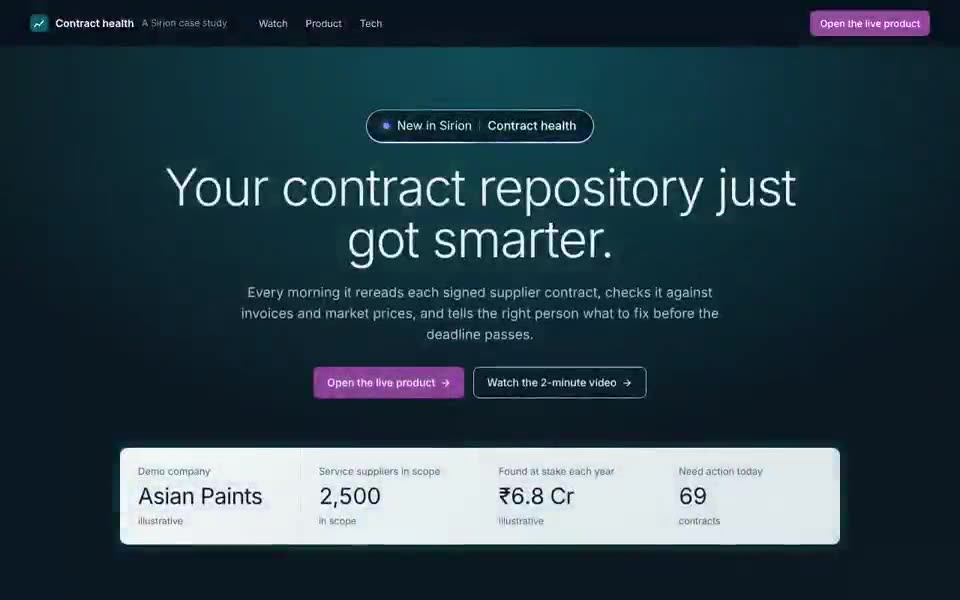 Contract health A Sirion case study Watch Product Tech Open the live product
New in Sirion | Contract health
Your contract repository just
got smarter.
Every morning it rereads each signed supplier contract, checks it against
invoices and market prices, and tells the right person what to fix before the
deadline passes.
Open the live product → Watch the 2-minute video →
Demo company Service suppliers in scope Found at stake each year Need action today
Asian Paints 2,500 ₹6.8 Cr 69
illustrative in scope illustrative contracts